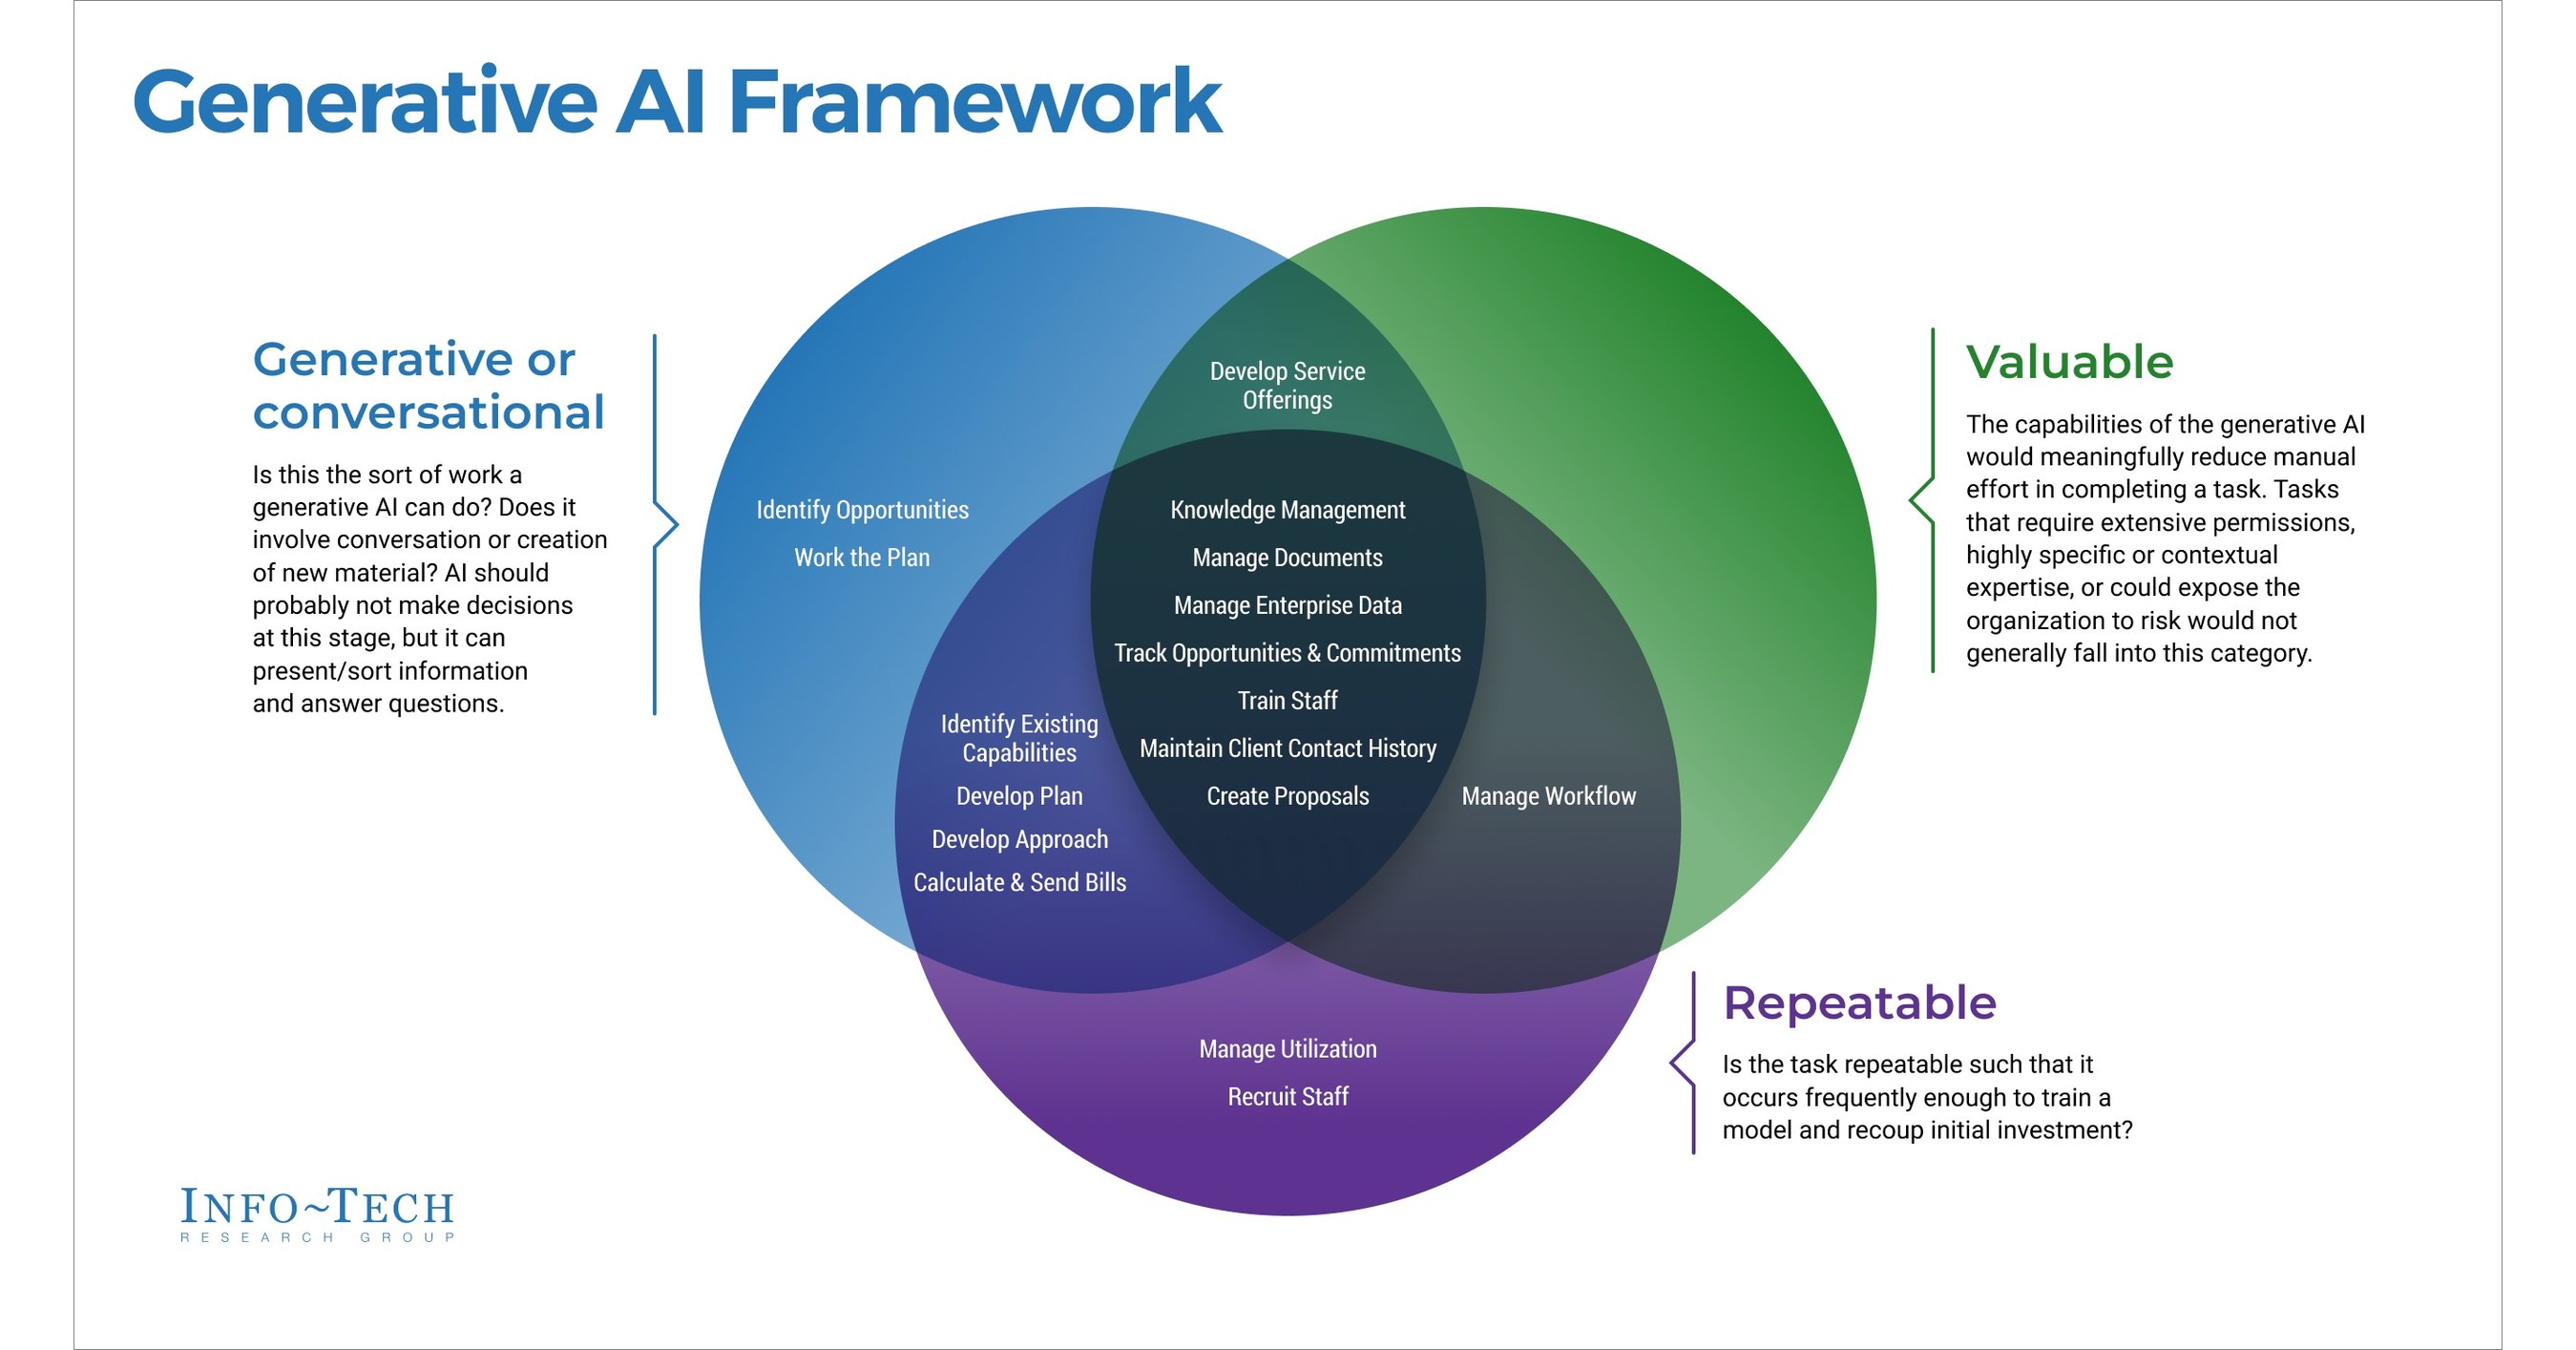 Generative AI Framework
Generative or
conversational
Is this the sort of work a
generative AI can do? Does it
involve conversation or creation
of new material? AI should
probably not make decisions
at this stage, but it can
present/sort information
and answer questions.
Identify Opportunities
Work the Plan
Develop Service
Offerings
Knowledge Management
Manage Documents
Manage Enterprise Data
Track Opportunities & Commitments
Train Staff
Maintain Client Contact History
Create Proposals
Identify Existing
Capabilities
Develop Plan
Develop Approach
Calculate & Send Bills
Manage Workflow
Manage Utilization
Recruit Staff
Valuable
The capabilities of the generative AI
would meaningfully reduce manual
effort in completing a task. Tasks
that require extensive permissions,
highly specific or contextual
expertise, or could expose the
organization to risk would not
generally fall into this category.
Repeatable
Is the task repeatable such that it
occurs frequently enough to train a
model and recoup initial investment?
INFO~TECH
RESEARCH GROUP